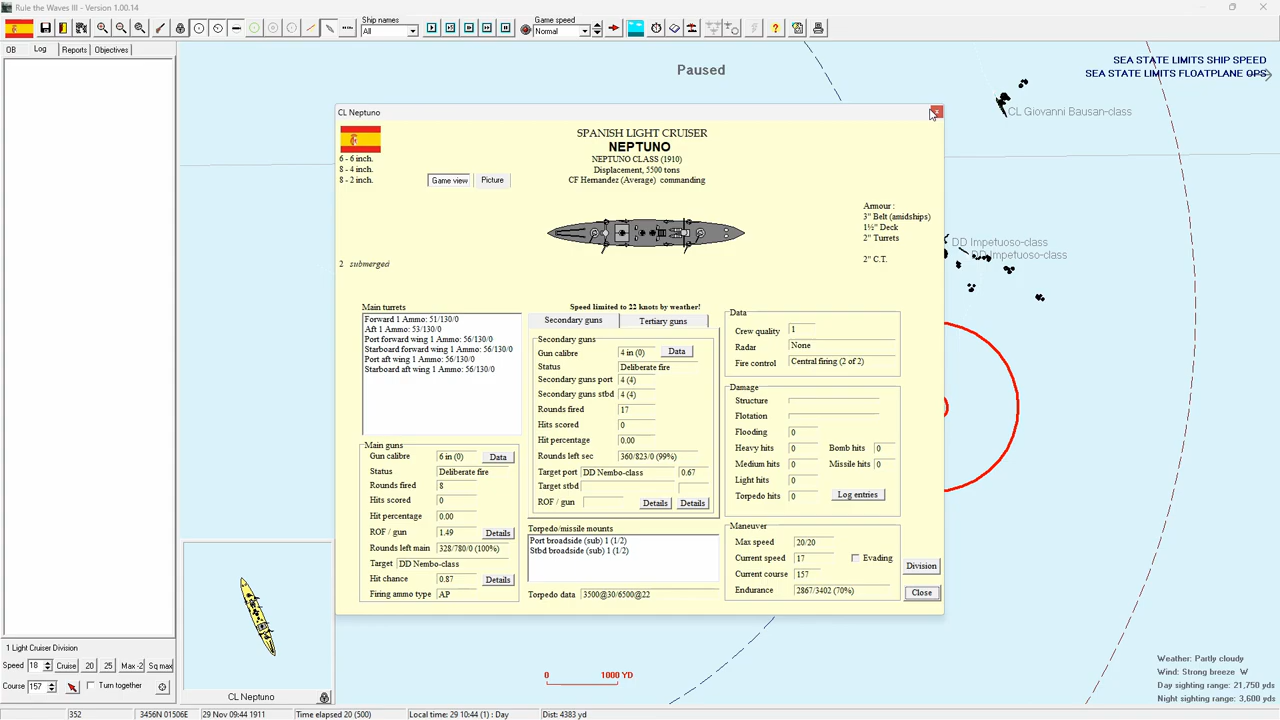 Rule the Waves III - Version 1.00.14
Ship names
All
Game speed
Normal
OB Log Reports Objectives
Paused
SEA STATE LIMITS SHIP SPEED
SEA STATE LIMITS FLOATPLANE OPS
CL Giovanni Bausan-class
DD Impetuoso-class
DD Impetuoso-class
CL Neptuno
SPANISH LIGHT CRUISER
NEPTUNO
NEPTUNO CLASS (1910)
Displacement, 5500 tons
CF Hernandez (Average) commanding
6 - 6 inch.
8 - 4 inch.
8 - 2 inch.
Game view Picture
Armour :
3" Belt (amidships)
1½" Deck
2" Turrets
2" C.T.
2 submerged
Main turrets
Forward 1 Ammo: 51/130/0
Aft 1 Ammo: 53/130/0
Port forward wing 1 Ammo: 56/130/0
Starboard forward wing 1 Ammo: 56/130/0
Port aft wing 1 Ammo: 56/130/0
Starboard aft wing 1 Ammo: 56/130/0
Main guns
Gun calibre 6 in (0) Data
Status Deliberate fire
Rounds fired 8
Hits scored 0
Hit percentage 0.00
ROF / gun 1.49 Details
Rounds left main 328/780/0 (100%)
Target DD Nembo-class
Hit chance 0.87 Details
Firing ammo type AP
Speed limited to 22 knots by weather!
Secondary guns Tertiary guns
Secondary guns
Gun calibre 4 in (0) Data
Status Deliberate fire
Secondary guns port 4 (4)
Secondary guns stbd 4 (4)
Rounds fired 17
Hits scored 0
Hit percentage 0.00
Rounds left sec 360/823/0 (99%)
Target port DD Nembo-class 0.67
Target stbd
ROF / gun Details Details
Torpedo/missile mounts
Port broadside (sub) 1 (1/2)
Stbd broadside (sub) 1 (1/2)
Torpedo data 3500@30/6500@22
Data
Crew quality 1
Radar None
Fire control Central firing (2 of 2)
Damage
Structure
Flotation
Flooding 0
Heavy hits 0 Bomb hits 0
Medium hits 0 Missile hits 0
Light hits 0
Torpedo hits 0 Log entries
Maneuver
Max speed 20/20
Current speed 17 Evading
Current course 157
Endurance 2867/3402 (70%)
Division
Close
1 Light Cruiser Division
Speed 18 Cruise 20 25 Max -2 Sq max
Course 157 Turn together
CL Neptuno
0 1000 YD
Weather: Partly cloudy
Wind: Strong breeze W
Day sighting range: 21,750 yds
Night sighting range: 3,600 yds
352 3456N 01506E 29 Nov 09:44 1911 Time elapsed 20 (500) Local time: 29 10:44 (1) : Day Dist: 4383 yd